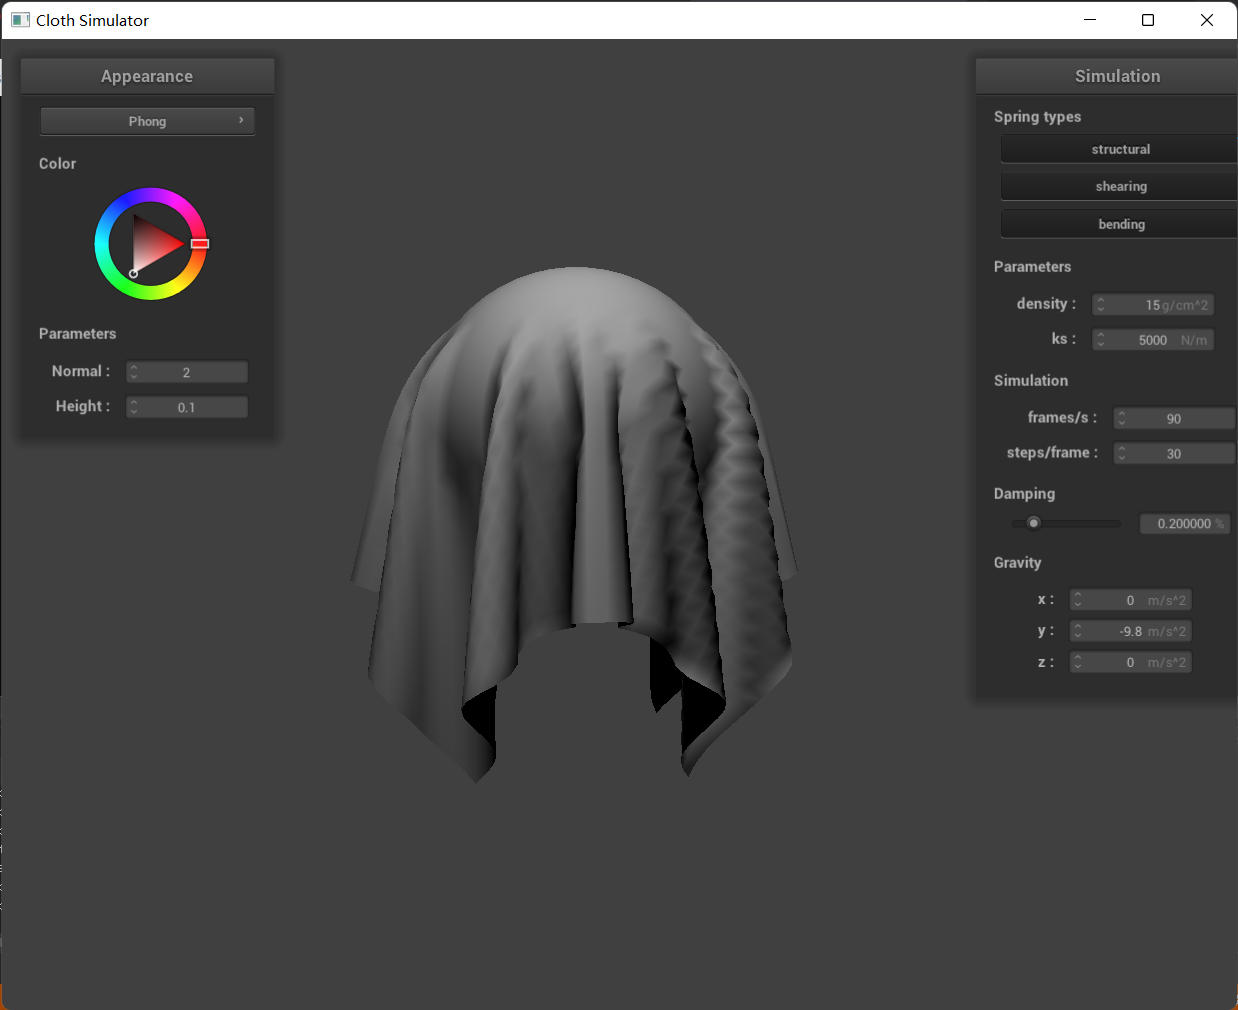 Cloth Simulator
Appearance
Phong
Color
Parameters
Normal : 2
Height : 0.1
Simulation
Spring types
structural
shearing
bending
Parameters
density : 15 g/cm^2
ks : 5000 N/m
Simulation
frames/s : 90
steps/frame : 30
Damping
0.200000 %
Gravity
x : 0 m/s^2
y : -9.8 m/s^2
z : 0 m/s^2